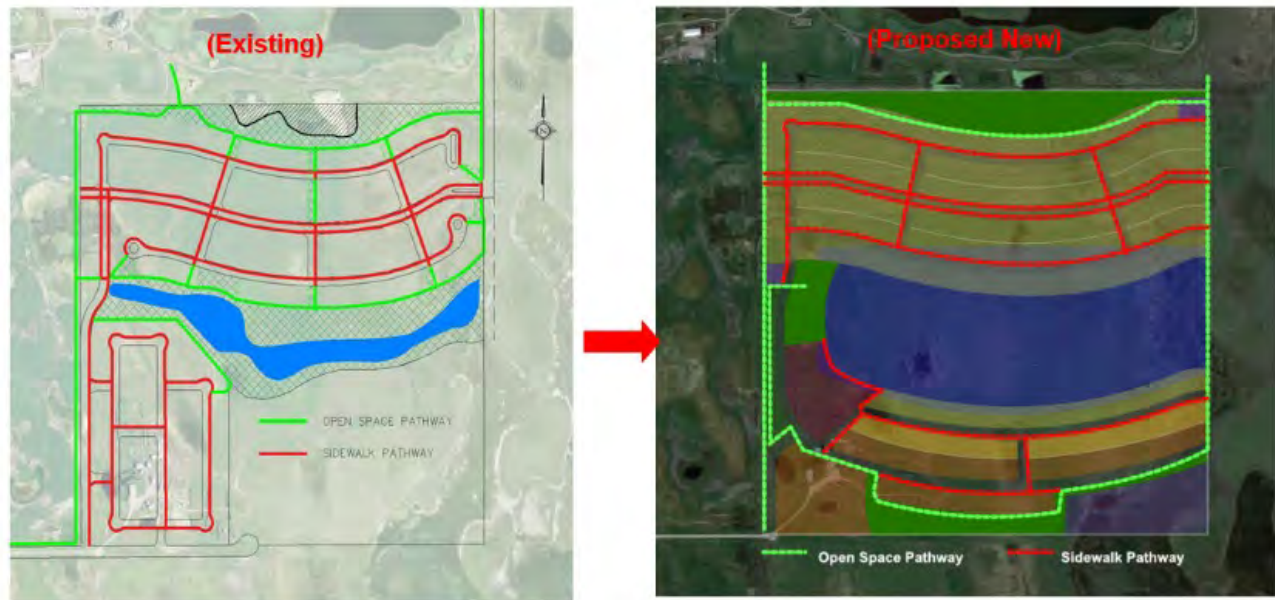 (Existing)
N
OPEN SPACE PATHWAY
SIDEWALK PATHWAY
(Proposed New)
Open Space Pathway
Sidewalk Pathway